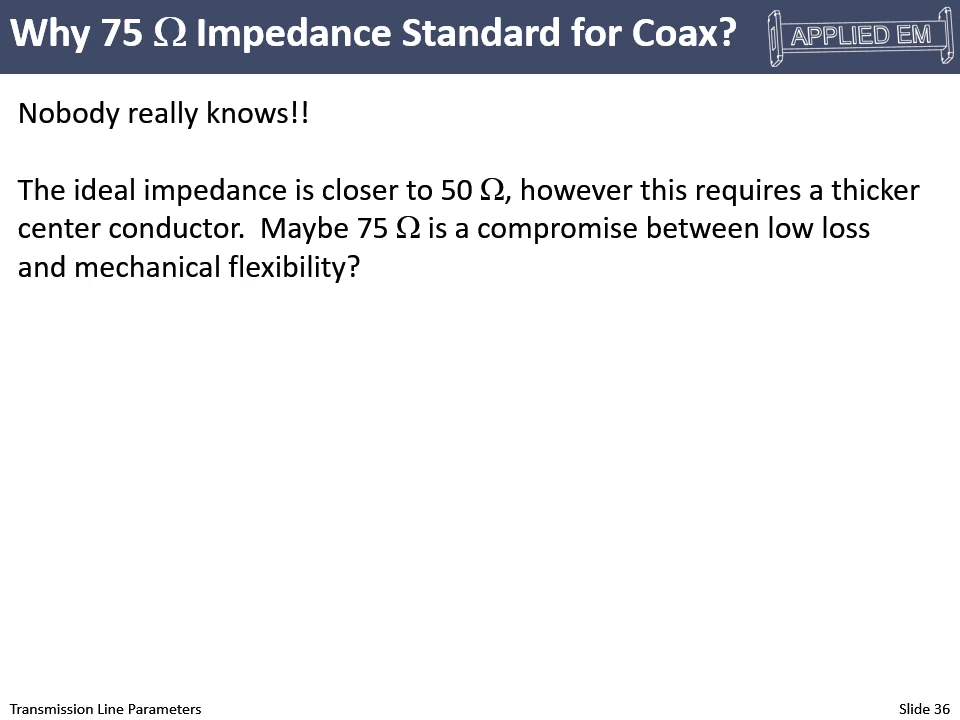 Why 75 Ω Impedance Standard for Coax?
APPLIED EM
Nobody really knows!!
The ideal impedance is closer to 50 Ω, however this requires a thicker
center conductor.  Maybe 75 Ω is a compromise between low loss
and mechanical flexibility?
Transmission Line Parameters
Slide 36